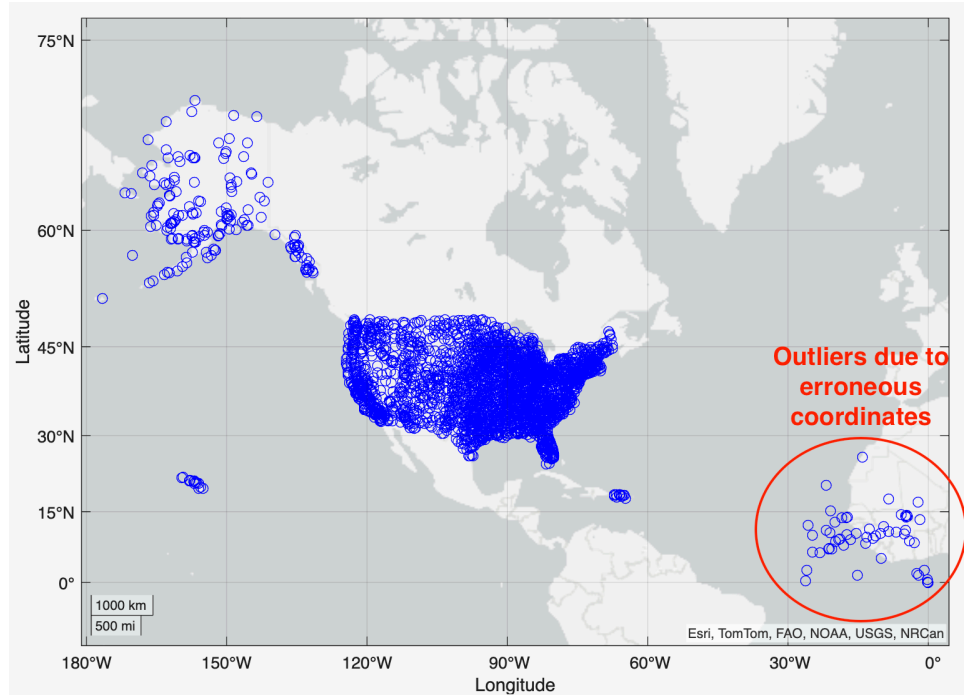 75°N
60°N
45°N
30°N
15°N
0°
Latitude
Outliers due to
erroneous
coordinates
1000 km
500 mi
Esri, TomTom, FAO, NOAA, USGS, NRCan
180°W 150°W 120°W 90°W 60°W 30°W 0°
Longitude